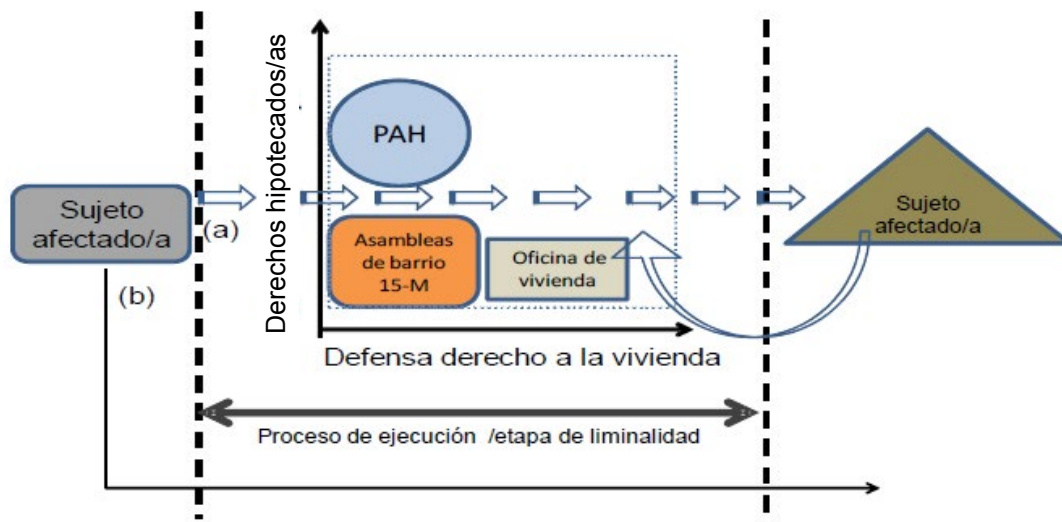 Derechos hipotecados/as
PAH
Sujeto
afectado/a
(a)
(b)
Asambleas
de barrio
15-M
Oficina de
vivienda
Sujeto
afectado/a
Defensa derecho a la vivienda
Proceso de ejecución /etapa de liminalidad